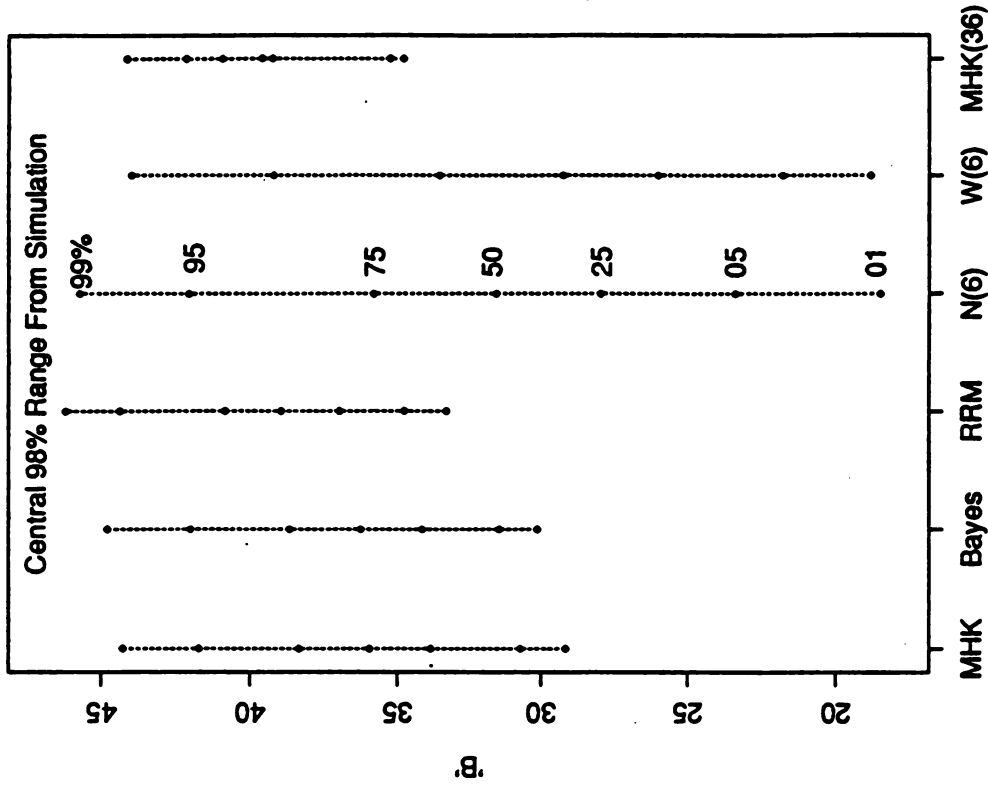 Central 98% Range From Simulation
99%
95
75
50
25
05
01
45
40
35
30
25
20
'B'
MHK
Bayes
RRM
N(6)
W(6)
MHK(36)